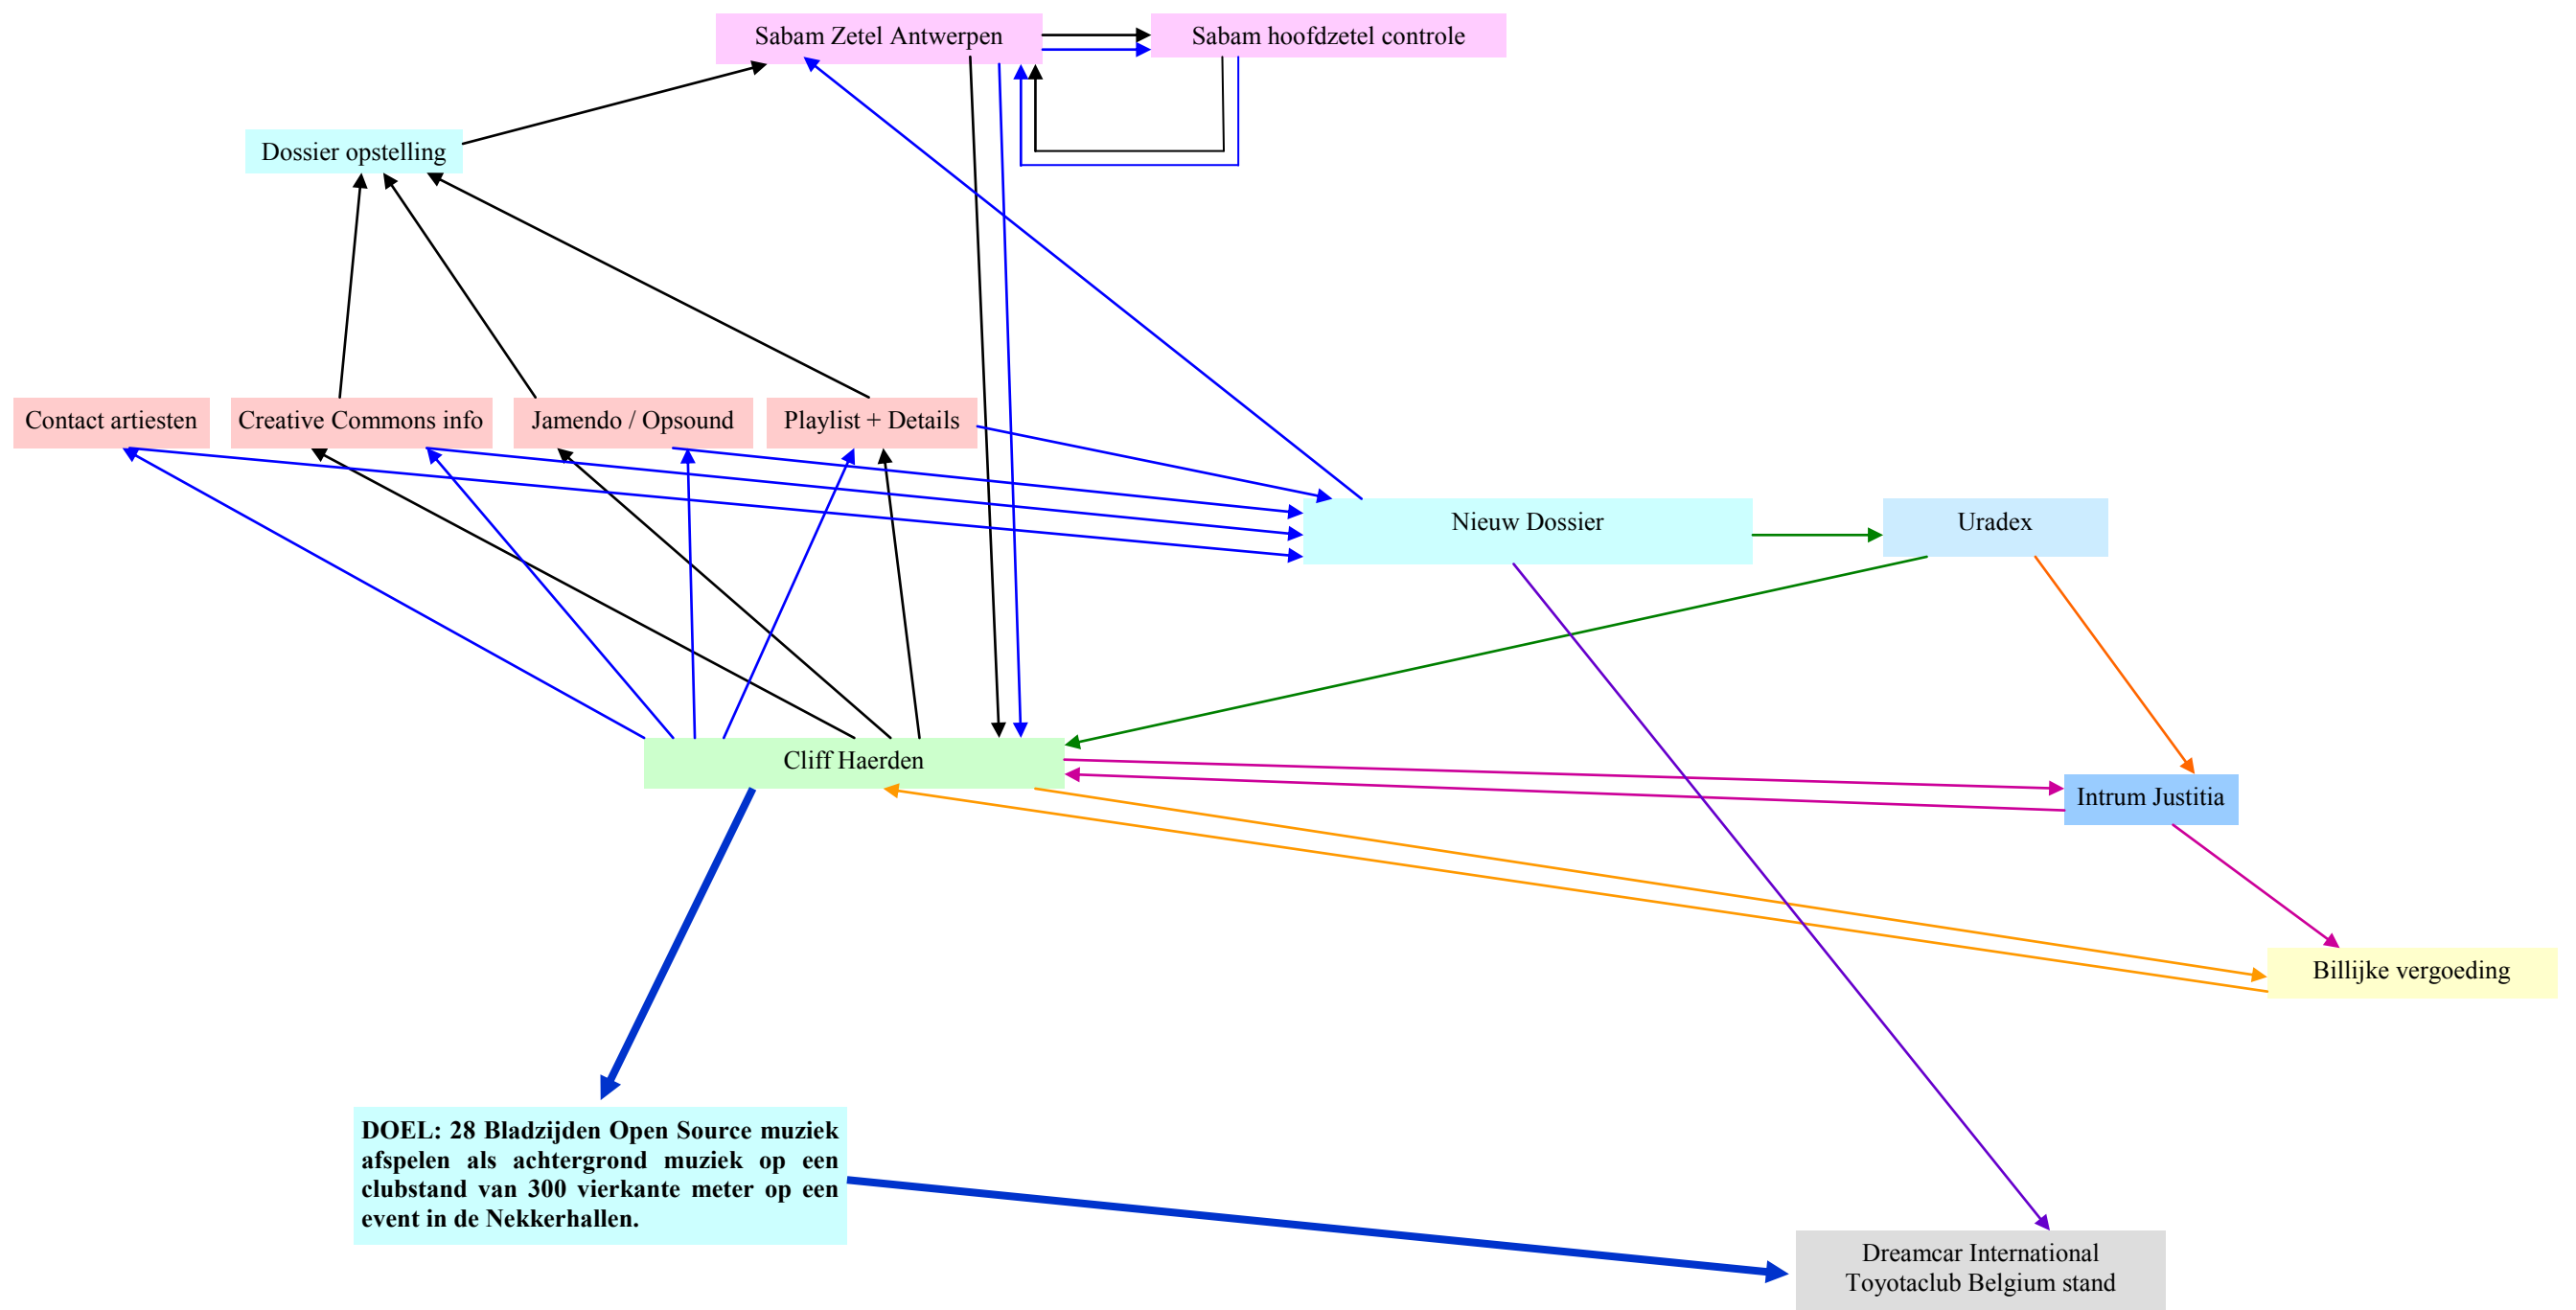 Sabam Zetel Antwerpen
Sabam hoofdzetel controle
Dossier opstelling
Contact artiesten
Creative Commons info
Jamendo / Opsound
Playlist + Details
Nieuw Dossier
Uradex
Cliff Haerden
Intrum Justitia
Billijke vergoeding
DOEL: 28 Bladzijden Open Source muziek
afspelen als achtergrond muziek op een
clubstand van 300 vierkante meter op een
event in de Nekkerhallen.
Dreamcar International
Toyotaclub Belgium stand